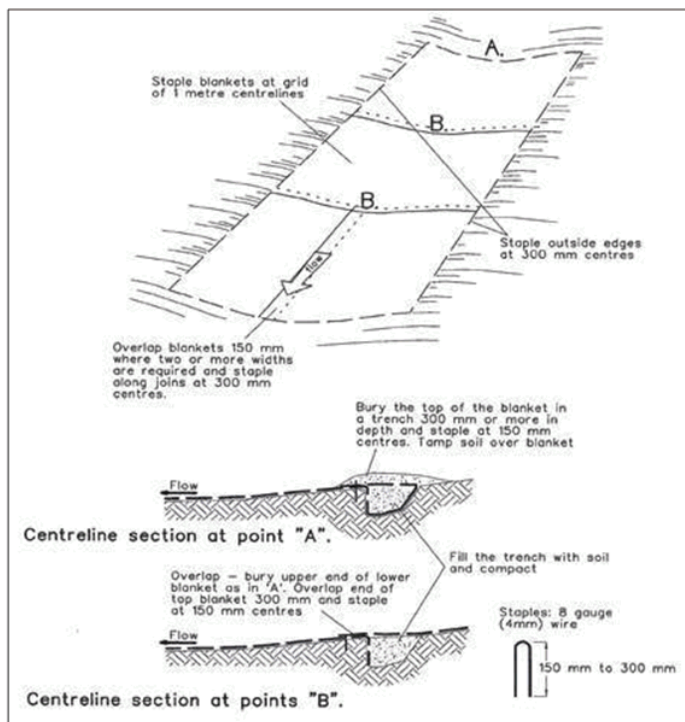 A.
Staple blankets at grid
of 1 metre centrelines
B.
B.
Staple outside edges
at 300 mm centres
flow
Overlap blankets 150 mm
where two or more widths
are required and staple
along joins at 300 mm
centres.
Bury the top of the blanket in
a trench 300 mm or more in
depth and staple at 150 mm
centres. Tamp soil over blanket
Flow
Centreline section at point "A".
Fill the trench with soil
and compact
Overlap – bury upper end of lower
blanket as in 'A'. Overlap end of
top blanket 300 mm and staple
at 150 mm centres
Staples: 8 gauge
(4mm) wire
Flow
150 mm to 300 mm
Centreline section at points "B".